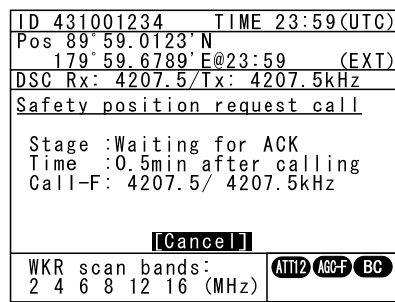 ID 431001234 TIME 23:59(UTC)
Pos 89°59.0123'N
179°59.6789'E@23:59 (EXT)
DSC Rx: 4207.5/Tx: 4207.5kHz
Safety position request call
Stage :Waiting for ACK
Time :0.5min after calling
Call-F: 4207.5/ 4207.5kHz
[Cancel]
WKR scan bands:
2 4 6 8 12 16 (MHz)
ATT12 AGC-F BC